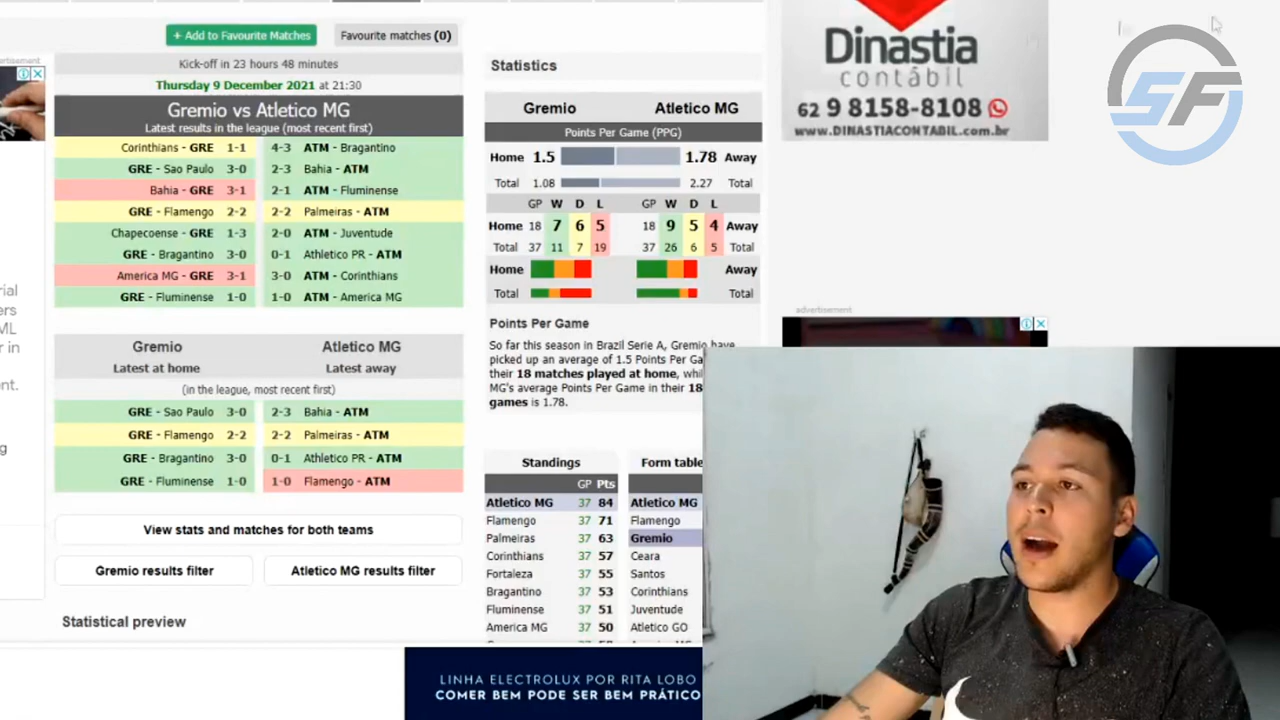 + Add to Favourite Matches
Favourite matches (0)
Kick-off in 23 hours 48 minutes
Thursday 9 December 2021 at 21:30
Gremio vs Atletico MG
Latest results in the league (most recent first)
Corinthians - GRE 1-1 4-3 ATM - Bragantino
GRE - Sao Paulo 3-0 2-3 Bahia - ATM
Bahia - GRE 3-1 2-1 ATM - Fluminense
GRE - Flamengo 2-2 2-2 Palmeiras - ATM
Chapecoense - GRE 1-3 2-0 ATM - Juventude
GRE - Bragantino 3-0 0-1 Athletico PR - ATM
America MG - GRE 3-1 3-0 ATM - Corinthians
GRE - Fluminense 1-0 1-0 ATM - America MG
Gremio Atletico MG
Latest at home Latest away
(in the league, most recent first)
GRE - Sao Paulo 3-0 2-3 Bahia - ATM
GRE - Flamengo 2-2 2-2 Palmeiras - ATM
GRE - Bragantino 3-0 0-1 Athletico PR - ATM
GRE - Fluminense 1-0 1-0 Flamengo - ATM
View stats and matches for both teams
Gremio results filter Atletico MG results filter
Statistical preview
Statistics
Gremio Atletico MG
Points Per Game (PPG)
Home 1.5 1.78 Away
Total 1.08 2.27 Total
GP W D L GP W D L
Home 18 7 6 5 18 9 5 4 Away
Total 37 11 7 19 37 26 6 5 Total
Home Away
Total Total
Points Per Game
So far this season in Brazil Serie A, Gremio have
picked up an average of 1.5 Points Per Ga
their 18 matches played at home, whi
MG's average Points Per Game in their 18
games is 1.78.
Standings Form table
GP Pts
Atletico MG 37 84 Atletico MG
Flamengo 37 71 Flamengo
Palmeiras 37 63 Gremio
Corinthians 37 57 Ceara
Fortaleza 37 55 Santos
Bragantino 37 53 Corinthians
Fluminense 37 51 Juventude
America MG 37 50 Atletico GO
Dinastia
contábil
62 9 8158-8108
www.DINASTIACONTABIL.com.br
SF
advertisement
LINHA ELECTROLUX POR RITA LOBO
COMER BEM PODE SER BEM PRÁTICO